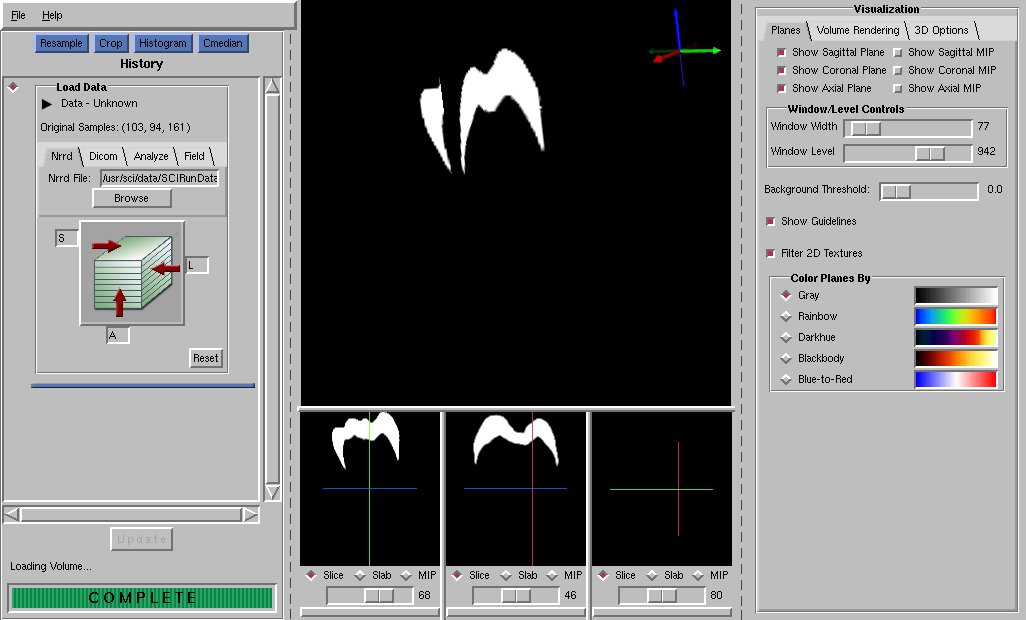 File Help
Resample Crop Histogram Cmedian
History
Load Data
Data - Unknown
Original Samples: (103, 94, 161)
Nrrd Dicom Analyze Field
Nrrd File: /usr/sci/data/SCIRunData
Browse
S
L
A
Reset
Update
Loading Volume...
COMPLETE
Slice Slab MIP
68
Slice Slab MIP
46
Slice Slab MIP
80
Visualization
Planes Volume Rendering 3D Options
Show Sagittal Plane Show Sagittal MIP
Show Coronal Plane Show Coronal MIP
Show Axial Plane Show Axial MIP
Window/Level Controls
Window Width 77
Window Level 942
Background Threshold: 0.0
Show Guidelines
Filter 2D Textures
Color Planes By
Gray
Rainbow
Darkhue
Blackbody
Blue-to-Red